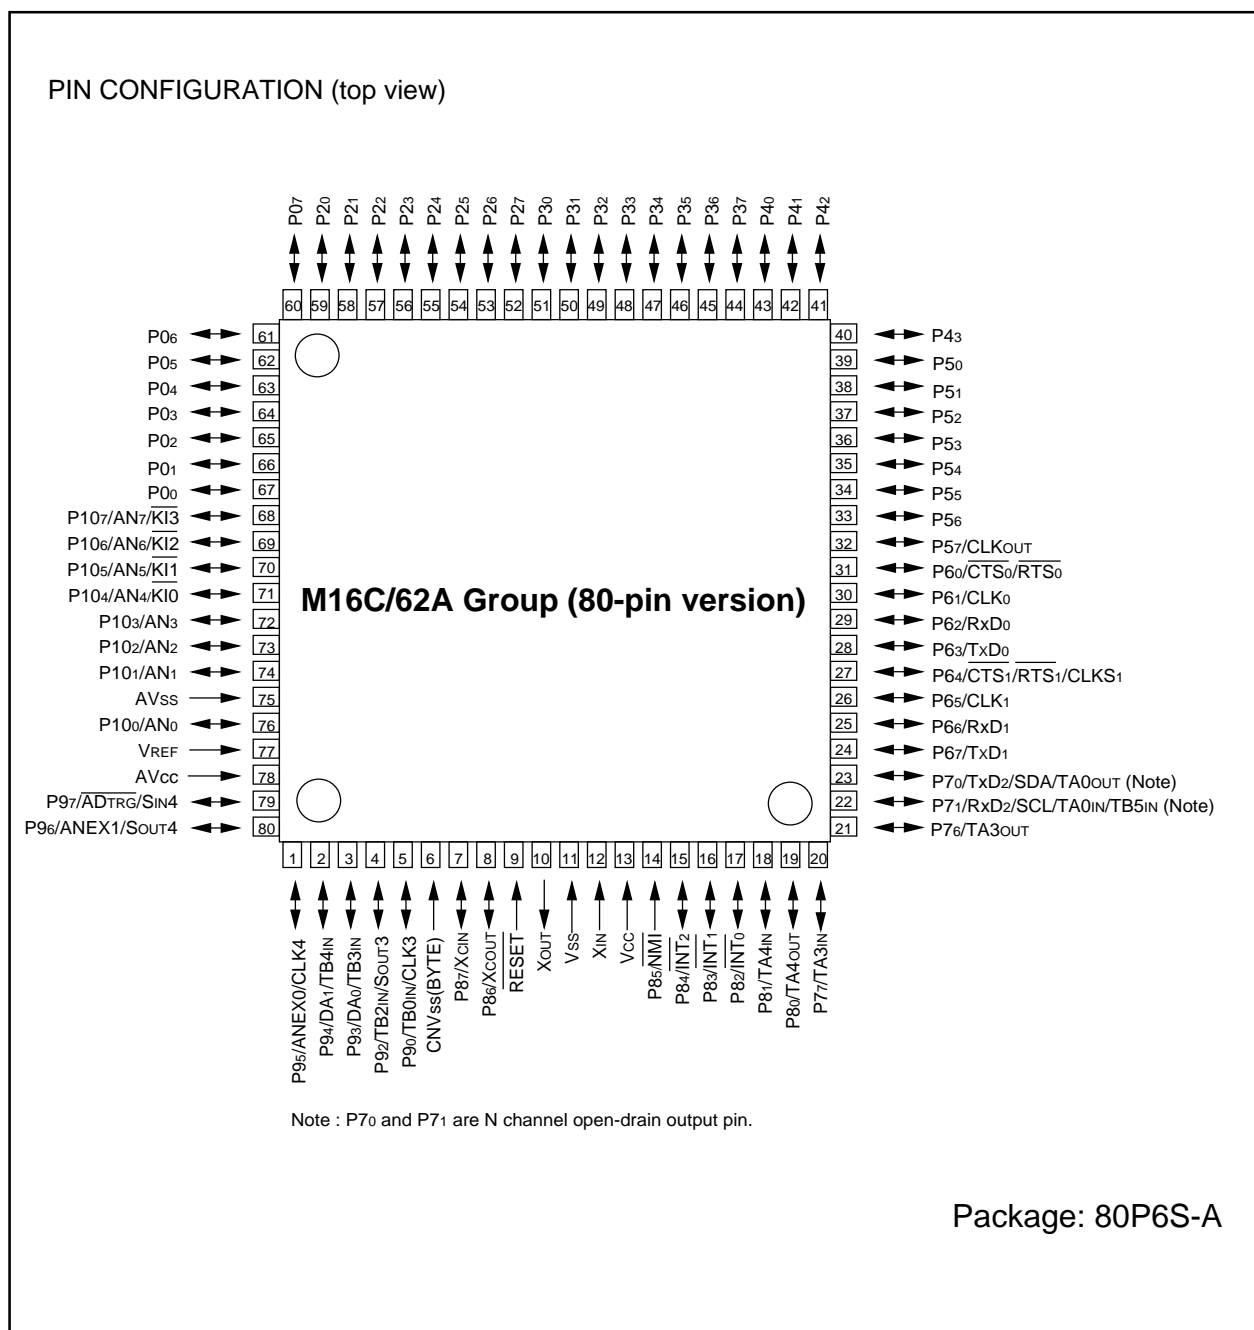 PIN CONFIGURATION (top view)
P07 P20 P21 P22 P23 P24 P25 P26 P27 P30 P31 P32 P33 P34 P35 P36 P37 P40 P41 P42
60 59 58 57 56 55 54 53 52 51 50 49 48 47 46 45 44 43 42 41
P06 61 40 P43
P05 62 39 P50
P04 63 38 P51
P03 64 37 P52
P02 65 36 P53
P01 66 35 P54
P00 67 34 P55
P107/AN7/KI3 68 33 P56
P106/AN6/KI2 69 32 P57/CLKOUT
P105/AN5/KI1 70 31 P60/CTS0/RTS0
P104/AN4/KI0 71 30 P61/CLK0
M16C/62A Group (80-pin version)
P103/AN3 72 29 P62/RxD0
P102/AN2 73 28 P63/TxD0
P101/AN1 74 27 P64/CTS1/RTS1/CLKS1
AVss 75 26 P65/CLK1
P100/AN0 76 25 P66/RxD1
VREF 77 24 P67/TxD1
AVcc 78 23 P70/TxD2/SDA/TA0OUT (Note)
P97/ADTRG/SIN4 79 22 P71/RxD2/SCL/TA0IN/TB5IN (Note)
P96/ANEX1/SOUT4 80 21 P76/TA3OUT
1 2 3 4 5 6 7 8 9 10 11 12 13 14 15 16 17 18 19 20
P95/ANEX0/CLK4
P94/DA1/TB4IN
P93/DA0/TB3IN
P92/TB2IN/SOUT3
P90/TB0IN/CLK3
CNVss(BYTE)
P87/XCIN
P86/XCOUT
RESET
XOUT
Vss
XIN
Vcc
P85/NMI
P84/INT2
P83/INT1
P82/INT0
P81/TA4IN
P80/TA4OUT
P77/TA3IN
Note : P70 and P71 are N channel open-drain output pin.
Package: 80P6S-A